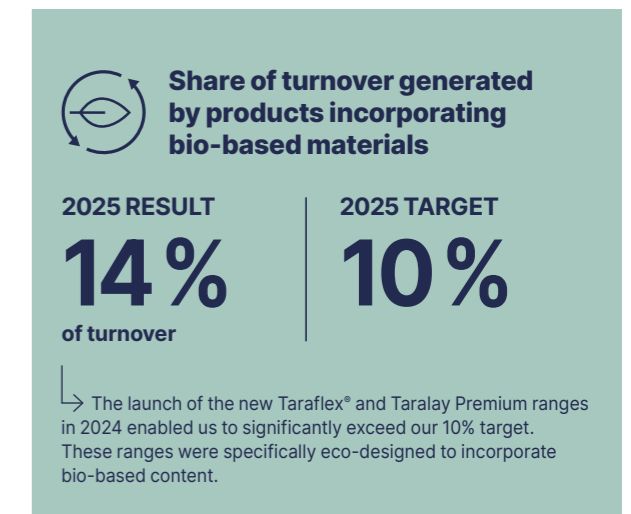 Share of turnover generated
by products incorporating
bio-based materials
2025 RESULT
14%
of turnover
2025 TARGET
10%
The launch of the new Taraflex® and Taralay Premium ranges
in 2024 enabled us to significantly exceed our 10% target.
These ranges were specifically eco-designed to incorporate
bio-based content.